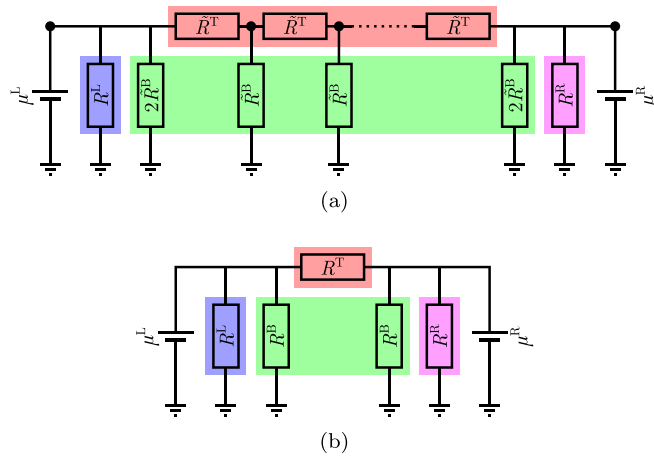 R̃ᵀ R̃ᵀ R̃ᵀ
μᴸ Rᴸ 2R̃ᴮ R̃ᴮ R̃ᴮ 2R̃ᴮ Rᴿ μᴿ
(a)
Rᵀ
μᴸ Rᴸ Rᴮ Rᴮ Rᴿ μᴿ
(b)